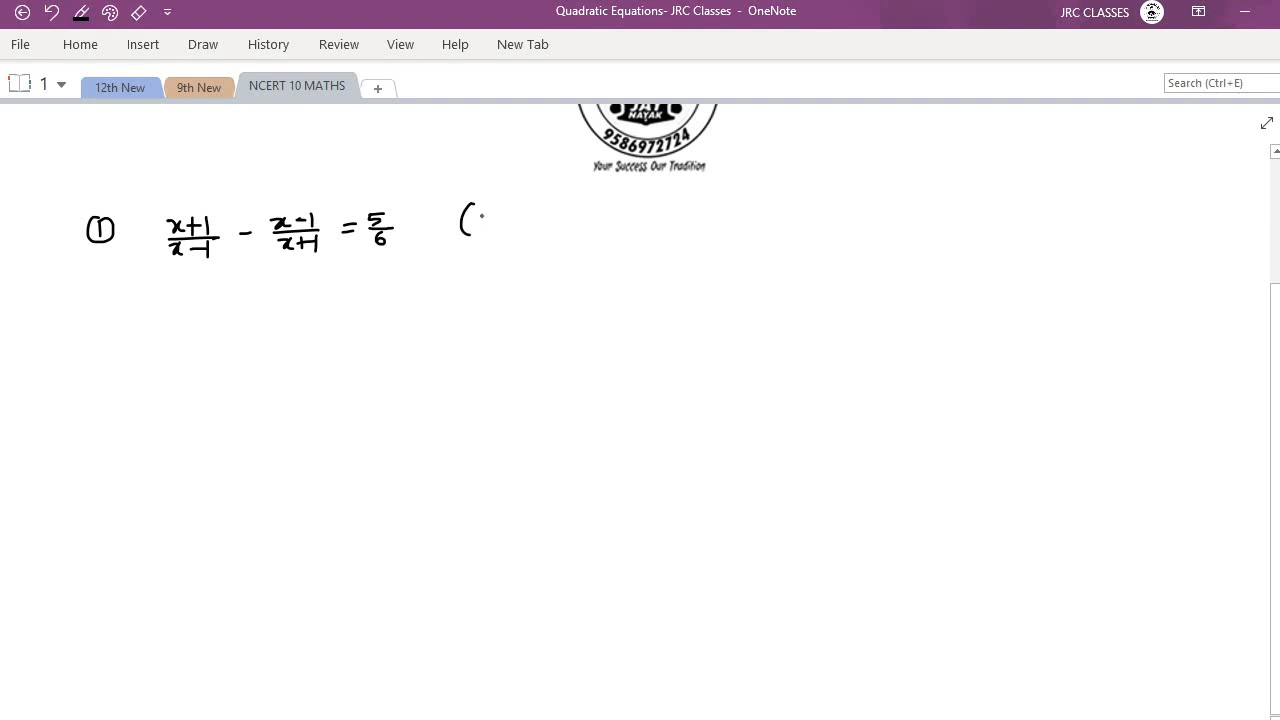 Quadratic Equations- JRC Classes - OneNote
JRC CLASSES
File Home Insert Draw History Review View Help New Tab
1 12th New 9th New NCERT 10 MATHS +
Search (Ctrl+E)
NAYAK
9586972724
Your Success Our Tradition
① (x+1)/(x-1) - (x-1)/(x+1) = 5/6 (